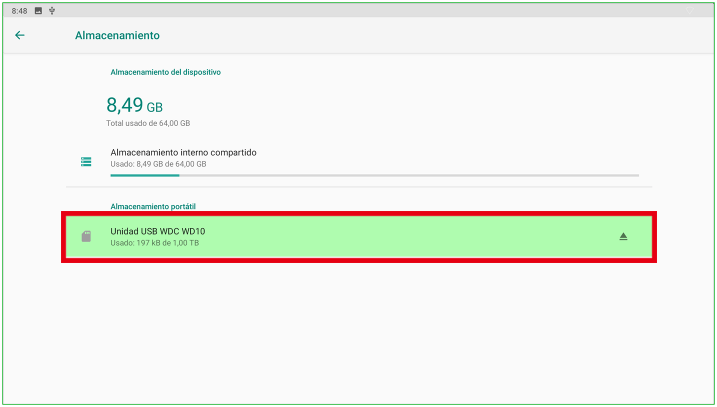 8:48
Almacenamiento
Almacenamiento del dispositivo
8,49 GB
Total usado de 64,00 GB
Almacenamiento interno compartido
Usado: 8,49 GB de 64,00 GB
Almacenamiento portátil
Unidad USB WDC WD10
Usado: 197 kB de 1,00 TB